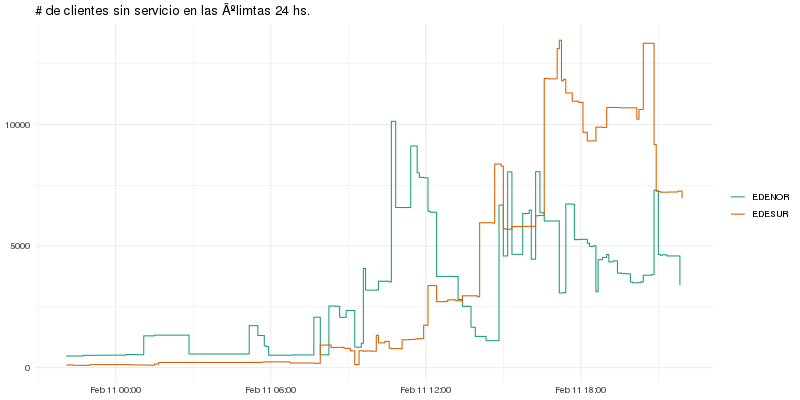 # de clientes sin servicio en las Ãºlimtas 24 hs.
10000
5000
0
Feb 11 00:00
Feb 11 06:00
Feb 11 12:00
Feb 11 18:00
EDENOR
EDESUR